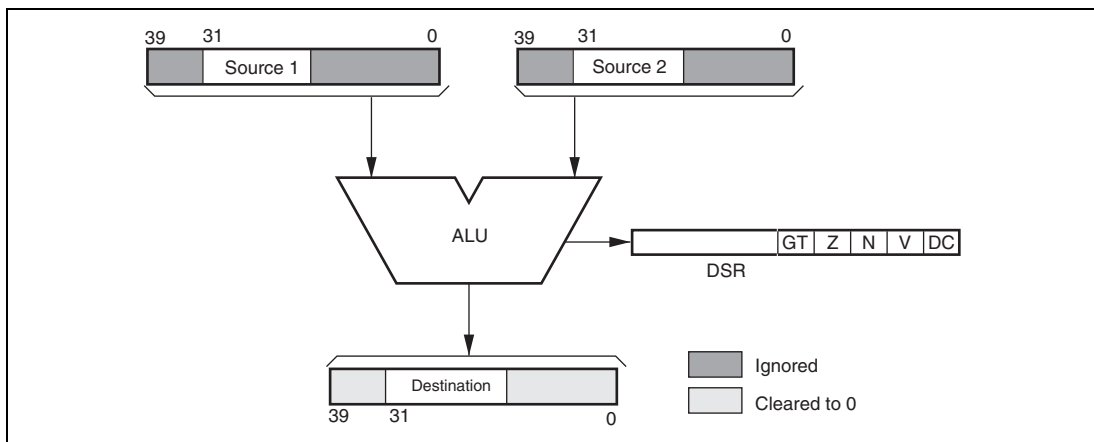 39 31 0 39 31 0
Source 1 Source 2
ALU
GT Z N V DC
DSR
Destination
39 31 0
Ignored
Cleared to 0